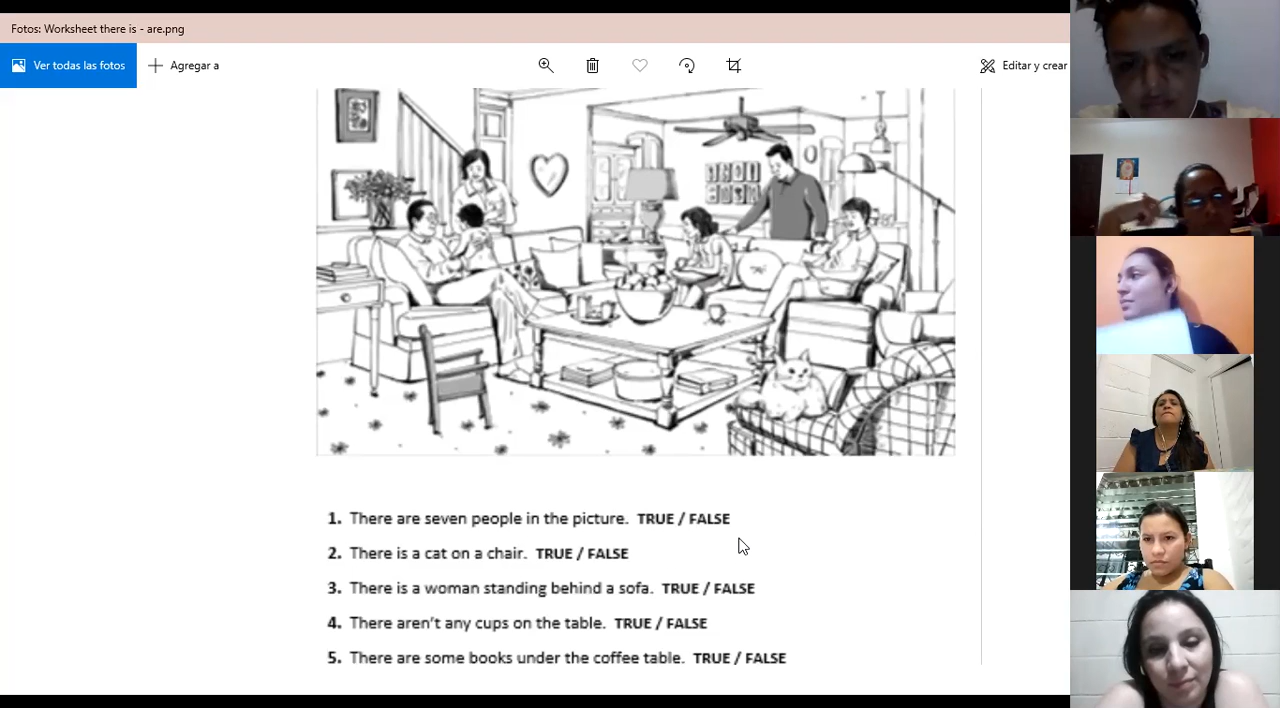 Fotos: Worksheet there is - are.png
Ver todas las fotos
Agregar a
Editar y crear
1. There are seven people in the picture. TRUE / FALSE
2. There is a cat on a chair. TRUE / FALSE
3. There is a woman standing behind a sofa. TRUE / FALSE
4. There aren't any cups on the table. TRUE / FALSE
5. There are some books under the coffee table. TRUE / FALSE